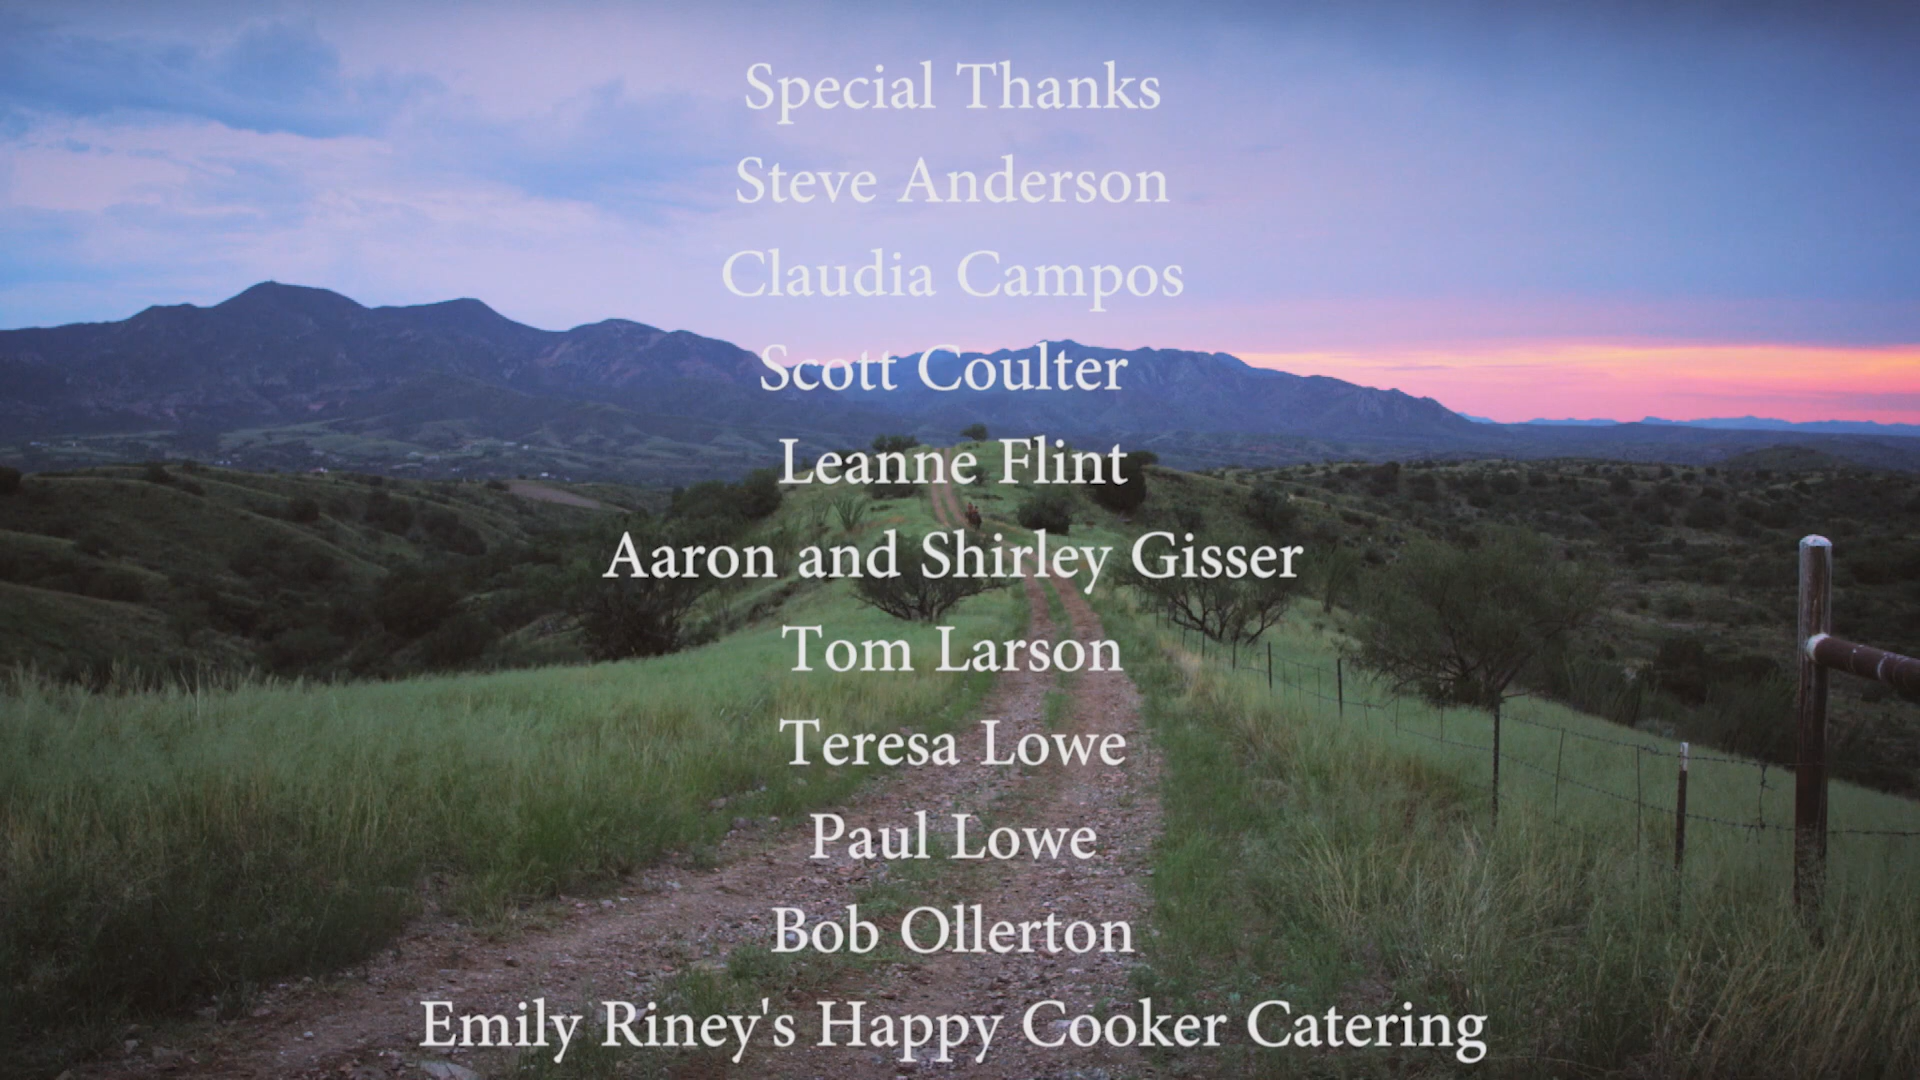 Special Thanks
Steve Anderson
Claudia Campos
Scott Coulter
Leanne Flint
Aaron and Shirley Gisser
Tom Larson
Teresa Lowe
Paul Lowe
Bob Ollerton
Emily Riney's Happy Cooker Catering